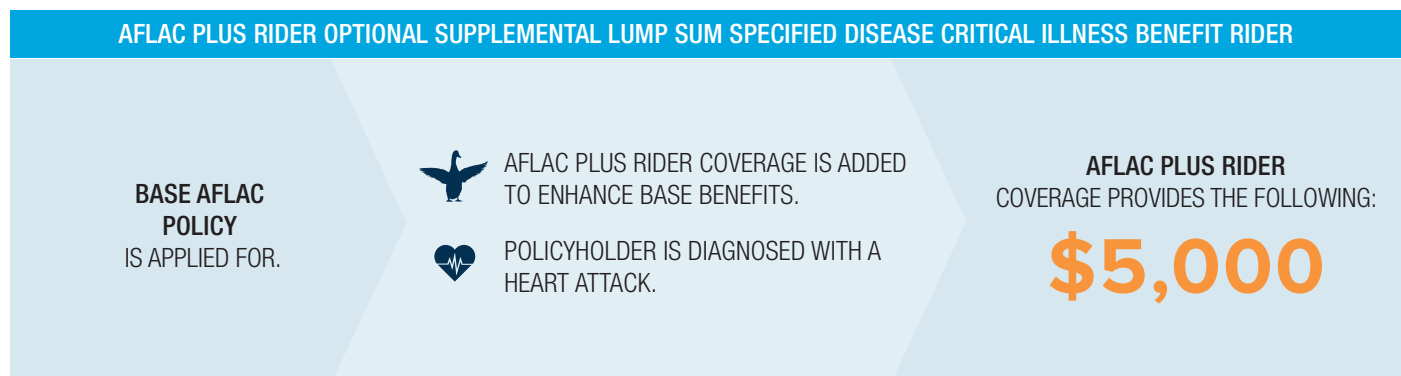 AFLAC PLUS RIDER OPTIONAL SUPPLEMENTAL LUMP SUM SPECIFIED DISEASE CRITICAL ILLNESS BENEFIT RIDER
BASE AFLAC
POLICY
IS APPLIED FOR.
AFLAC PLUS RIDER COVERAGE IS ADDED
TO ENHANCE BASE BENEFITS.
POLICYHOLDER IS DIAGNOSED WITH A
HEART ATTACK.
AFLAC PLUS RIDER
COVERAGE PROVIDES THE FOLLOWING:
$5,000